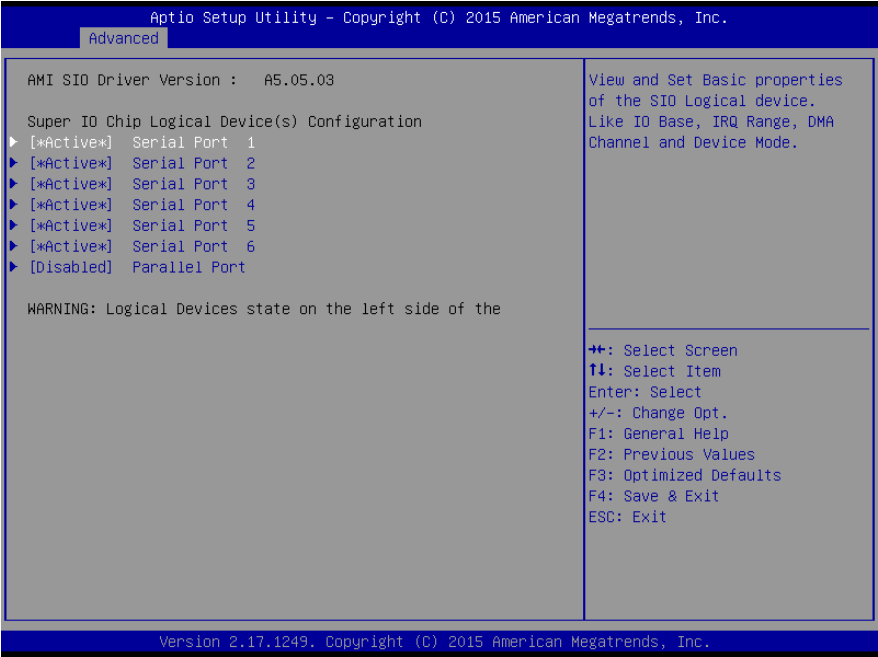 Aptio Setup Utility – Copyright (C) 2015 American Megatrends, Inc.
Advanced
AMI SIO Driver Version : A5.05.03
Super IO Chip Logical Device(s) Configuration
[*Active*] Serial Port 1
[*Active*] Serial Port 2
[*Active*] Serial Port 3
[*Active*] Serial Port 4
[*Active*] Serial Port 5
[*Active*] Serial Port 6
[Disabled] Parallel Port
WARNING: Logical Devices state on the left side of the
View and Set Basic properties
of the SIO Logical device.
Like IO Base, IRQ Range, DMA
Channel and Device Mode.
→←: Select Screen
↑↓: Select Item
Enter: Select
+/-: Change Opt.
F1: General Help
F2: Previous Values
F3: Optimized Defaults
F4: Save & Exit
ESC: Exit
Version 2.17.1249. Copyright (C) 2015 American Megatrends, Inc.